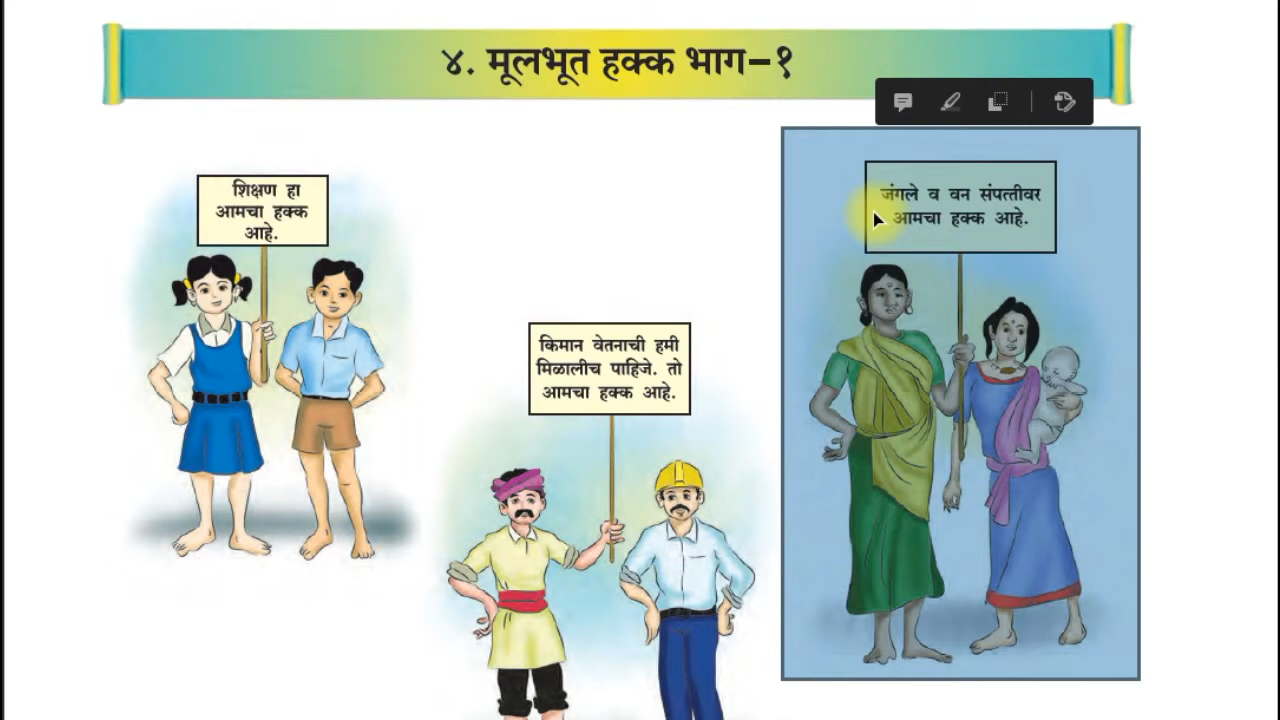 ४. मूलभूत हक्क भाग–१
शिक्षण हा
आमचा हक्क
आहे.
किमान वेतनाची हमी
मिळालीच पाहिजे. तो
आमचा हक्क आहे.
जंगले व वन संपत्तीवर
आमचा हक्क आहे.